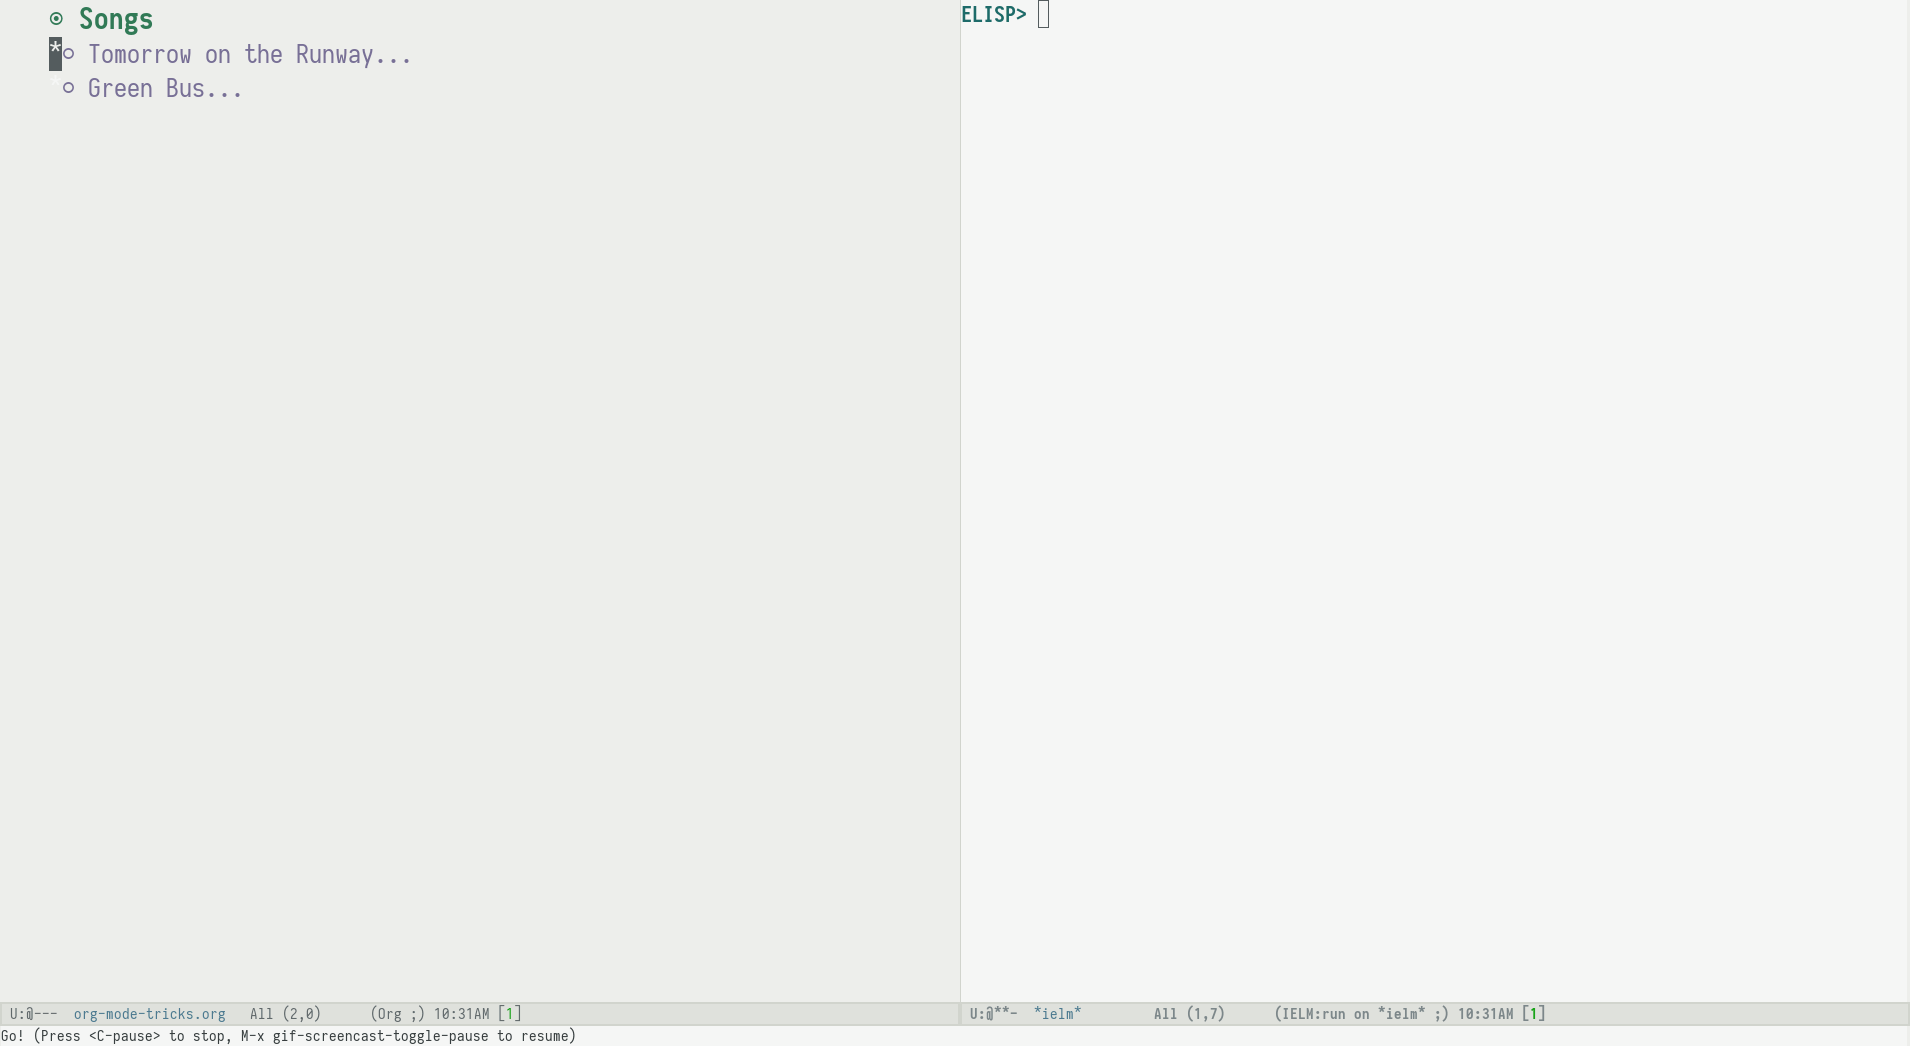 Songs
* Tomorrow on the Runway...
* Green Bus...
U:@--- org-mode-tricks.org All (2,0) (Org ;) 10:31AM [1]
ELISP>
U:@**- *ielm* All (1,7) (IELM:run on *ielm* ;) 10:31AM [1]
Go! (Press <C-pause> to stop, M-x gif-screencast-toggle-pause to resume)